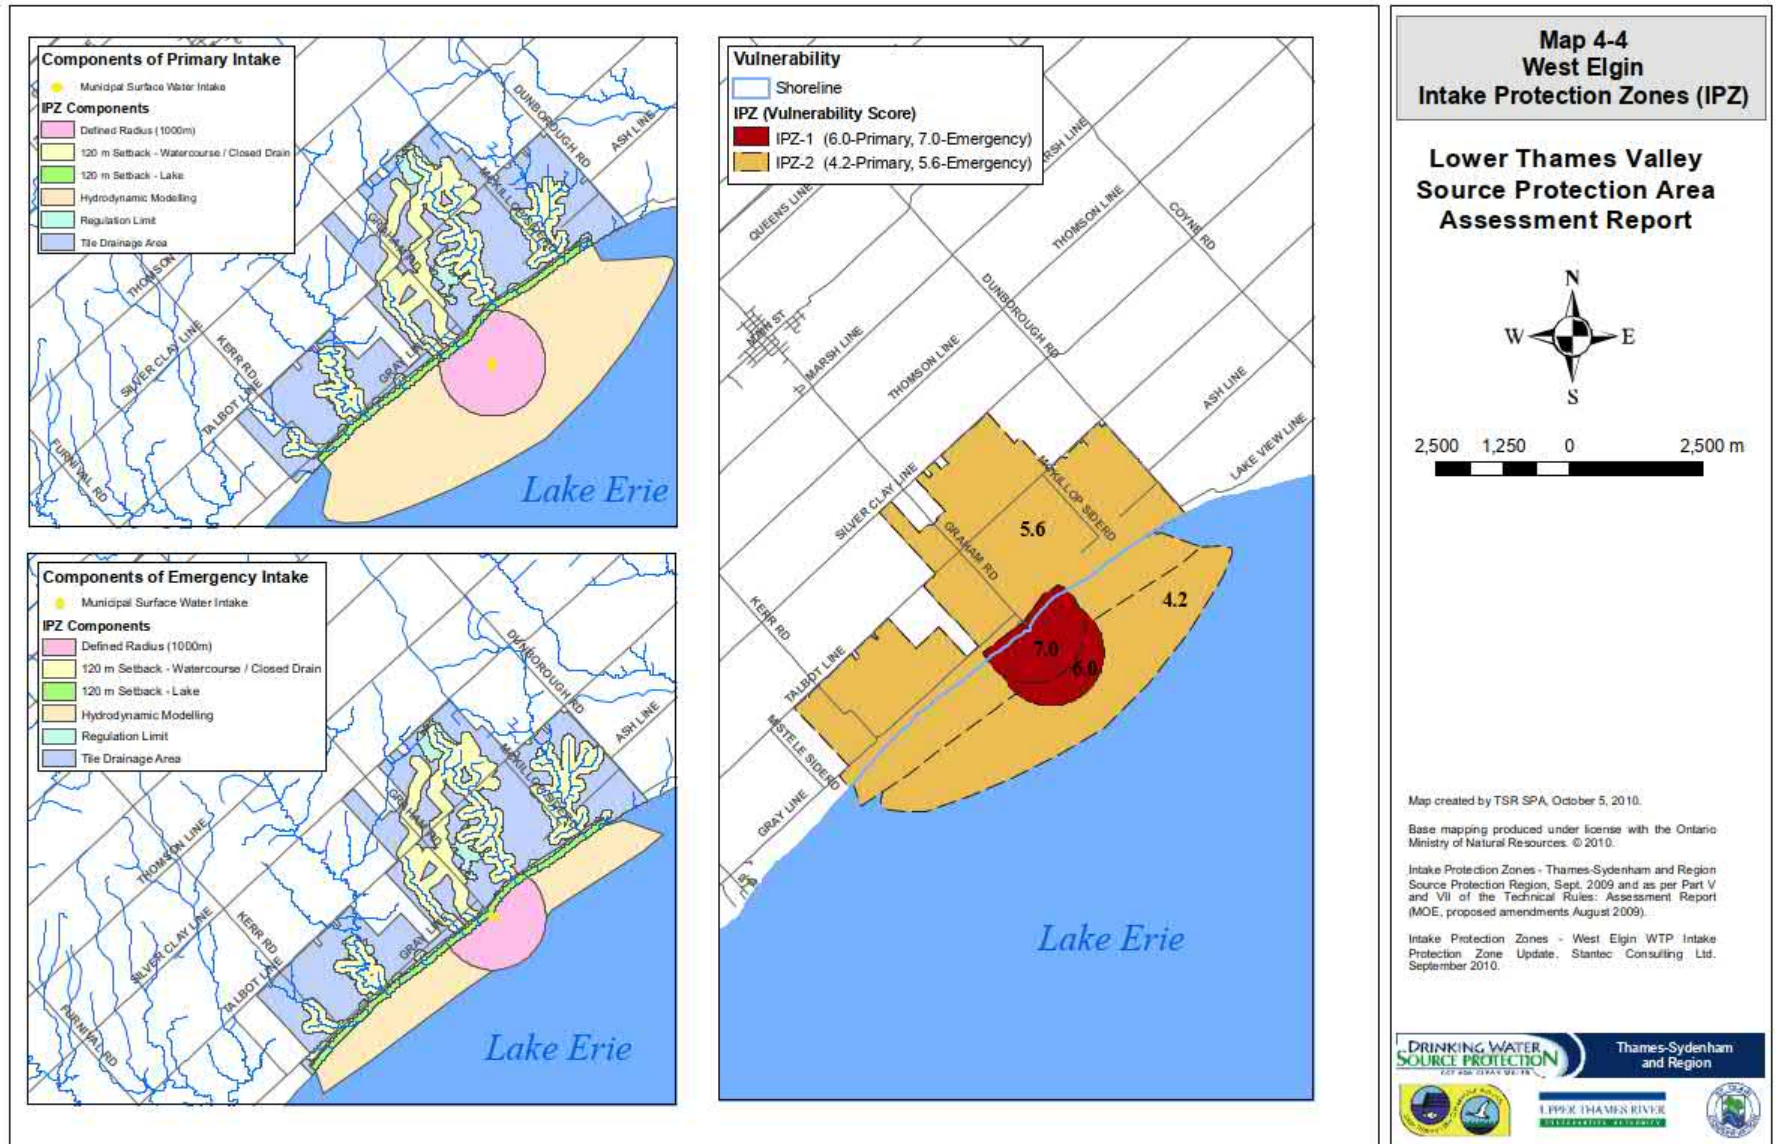 Components of Primary Intake
Municipal Surface Water Intake
IPZ Components
Defined Radius (1000m)
120 m Setback - Watercourse / Closed Drain
120 m Setback - Lake
Hydrodynamic Modelling
Regulation Limit
Tile Drainage Area
DUNBOROUGH RD
ASH LINE
GRAHAM RD
THOMSON
SILVER CLAY LINE
KERR RD
TALBOT
GRAY LINE
FURNIVAL RD
Lake Erie
Components of Emergency Intake
Municipal Surface Water Intake
IPZ Components
Defined Radius (1000m)
120 m Setback - Watercourse / Closed Drain
120 m Setback - Lake
Hydrodynamic Modelling
Regulation Limit
Tile Drainage Area
DUNBOROUGH RD
ASH LINE
GRAHAM RD
THOMSON LINE
SILVER CLAY LINE
KERR RD
TALBOT LINE
GRAY LINE
FURNIVAL RD
Lake Erie
Vulnerability
Shoreline
IPZ (Vulnerability Score)
IPZ-1 (6.0-Primary, 7.0-Emergency)
IPZ-2 (4.2-Primary, 5.6-Emergency)
RSH LINE
QUEENS LINE
THOMSON LINE
COYNE RD
DUNBOROUGH RD
MAIN ST
MARSH LINE
THOMSON LINE
ASH LINE
LAKE VIEW LINE
SILVER CLAY LINE
MCKILLOP SIDERD
5.6
GRAHAM RD
4.2
KERR RD
7.0
6.0
TALBOT LINE
MISTELE SIDERD
GRAY LINE
Lake Erie
Map 4-4
West Elgin
Intake Protection Zones (IPZ)
Lower Thames Valley
Source Protection Area
Assessment Report
N
W E
S
2,500 1,250 0 2,500 m
Map created by TSR SPA, October 5, 2010.
Base mapping produced under license with the Ontario
Ministry of Natural Resources. © 2010.
Intake Protection Zones - Thames-Sydenham and Region
Source Protection Region, Sept. 2009 and as per Part V
and VII of the Technical Rules: Assessment Report
(MOE, proposed amendments August 2009).
Intake Protection Zones - West Elgin WTP Intake
Protection Zone Update. Stantec Consulting Ltd.
September 2010.
DRINKING WATER
SOURCE PROTECTION
Thames-Sydenham
and Region
UPPER THAMES RIVER
CONSERVATION AUTHORITY